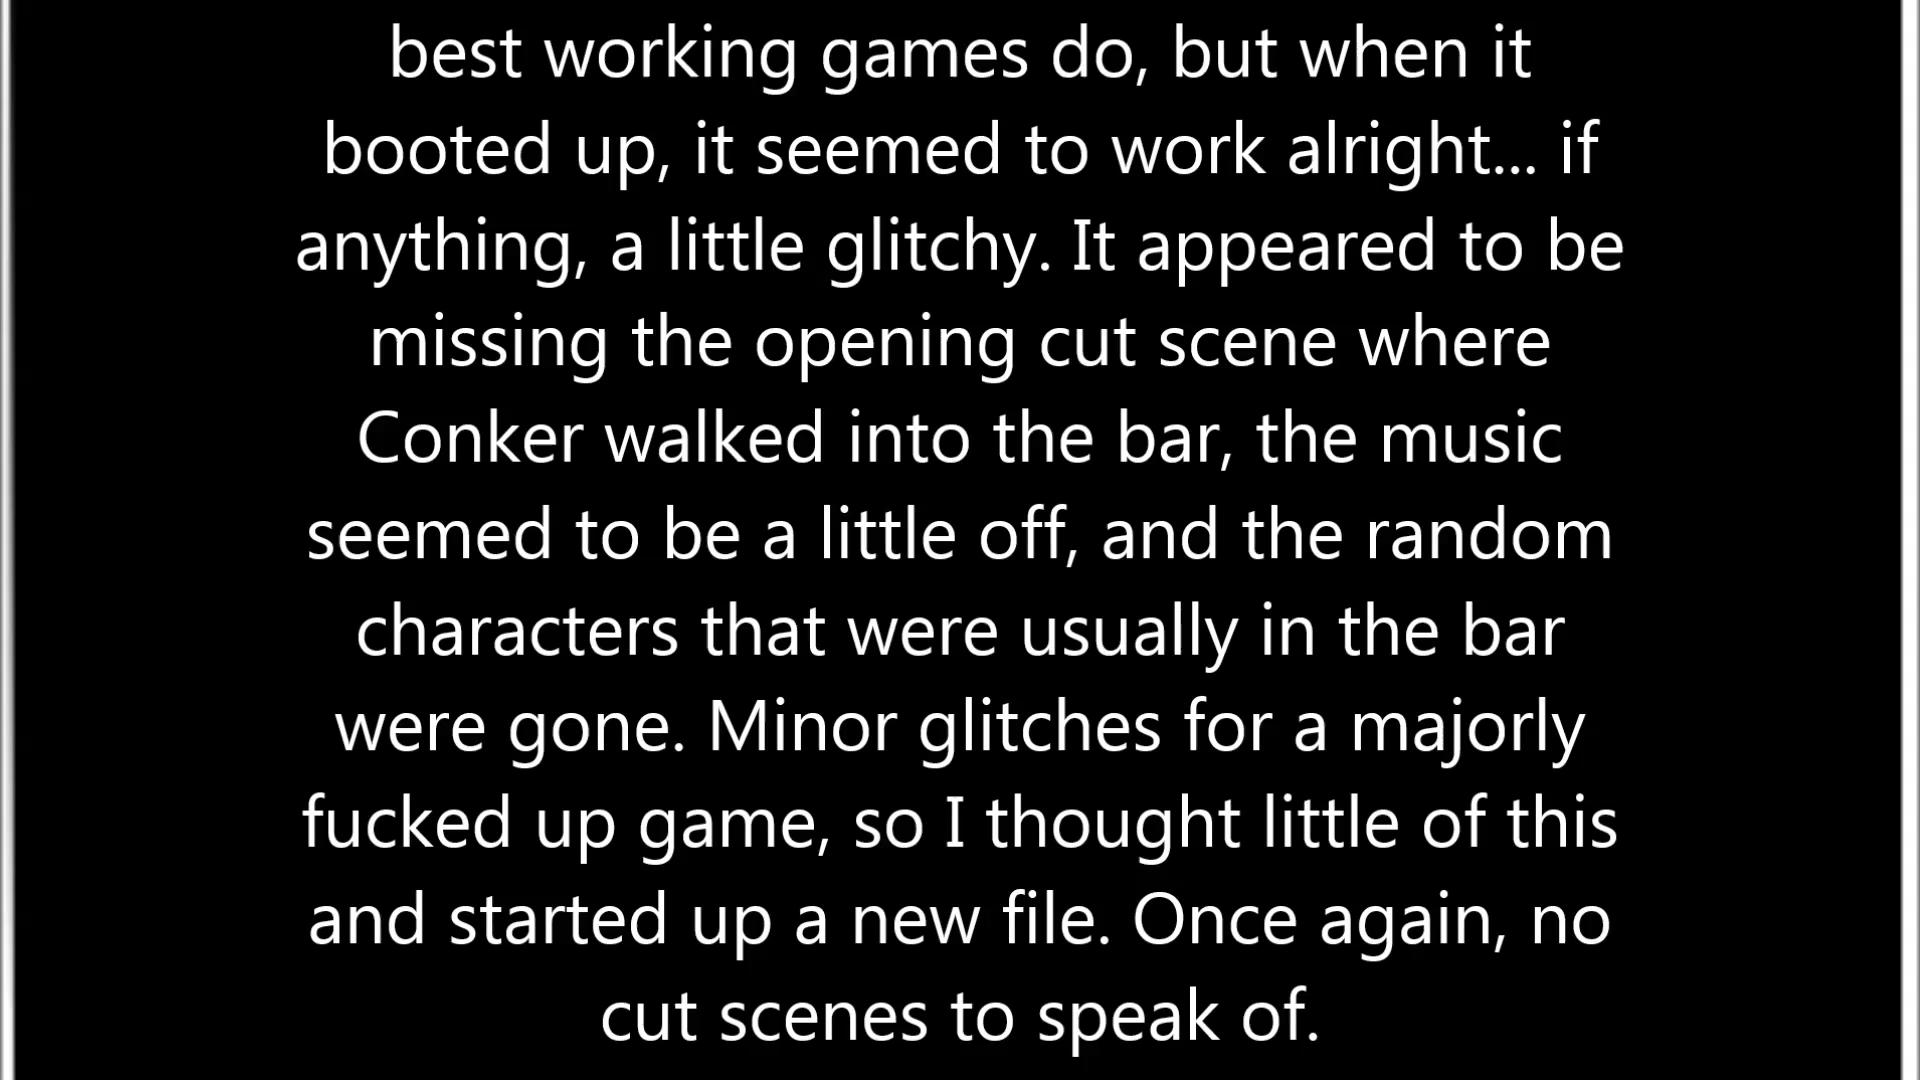 best working games do, but when it
booted up, it seemed to work alright... if
anything, a little glitchy. It appeared to be
missing the opening cut scene where
Conker walked into the bar, the music
seemed to be a little off, and the random
characters that were usually in the bar
were gone. Minor glitches for a majorly
fucked up game, so I thought little of this
and started up a new file. Once again, no
cut scenes to speak of.